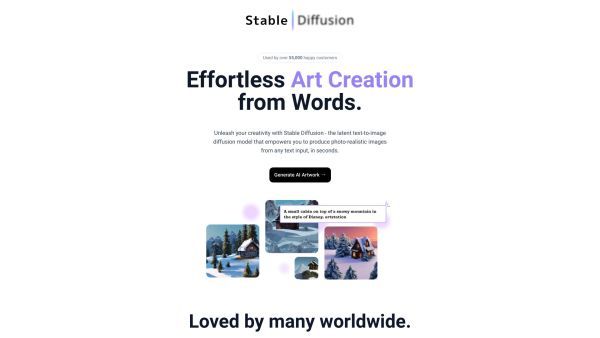 Stable Diffusion
Used by over 55,000 happy customers
Effortless Art Creation
from Words.
Unleash your creativity with Stable Diffusion - the latent text-to-image
diffusion model that empowers you to produce photo-realistic images
from any text input, in seconds.
Generate AI Artwork →
A small cabin on top of a snowy mountain in
the style of Disney, artstation
Loved by many worldwide.